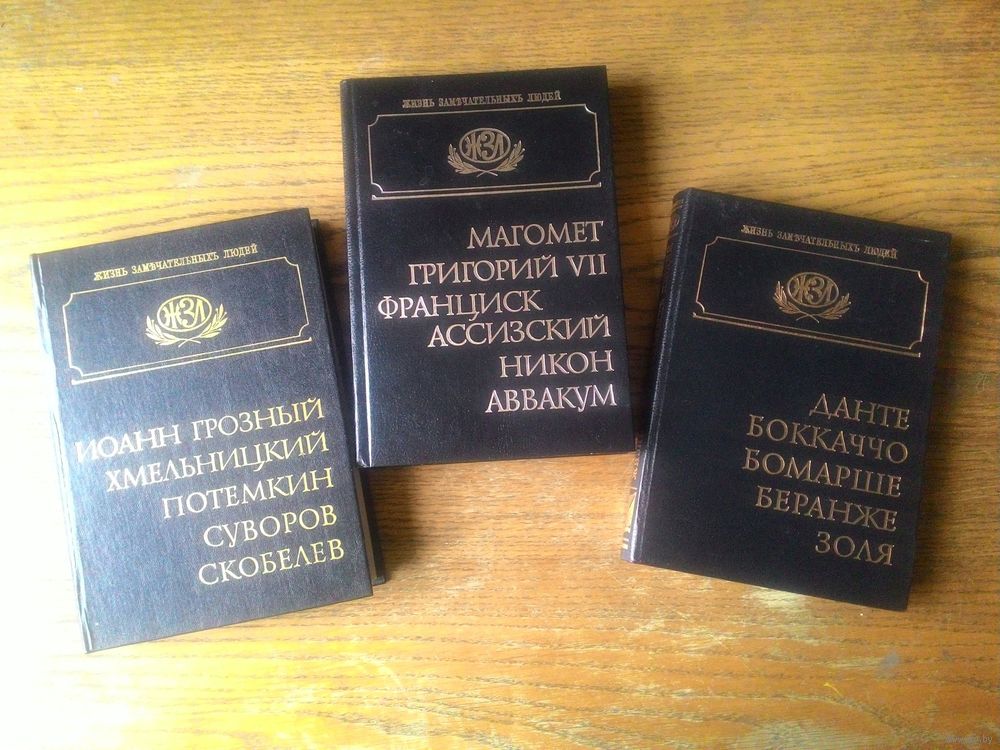 ЖИЗНЬ ЗАМѢЧАТЕЛЬНЫХЪ ЛЮДЕЙ
ЖЗЛ
ИОАНН ГРОЗНЫЙ
ХМЕЛЬНИЦКИЙ
ПОТЕМКИН
СУВОРОВ
СКОБЕЛЕВ
ЖИЗНЬ ЗАМѢЧАТЕЛЬНЫХЪ ЛЮДЕЙ
ЖЗЛ
МАГОМЕТ
ГРИГОРИЙ VII
ФРАНЦИСК
АССИЗСКИЙ
НИКОН
АВВАКУМ
ЖИЗНЬ ЗАМѢЧАТЕЛЬНЫХЪ ЛЮДЕЙ
ЖЗЛ
ДАНТЕ
БОККАЧЧО
БОМАРШЕ
БЕРАНЖЕ
ЗОЛЯ